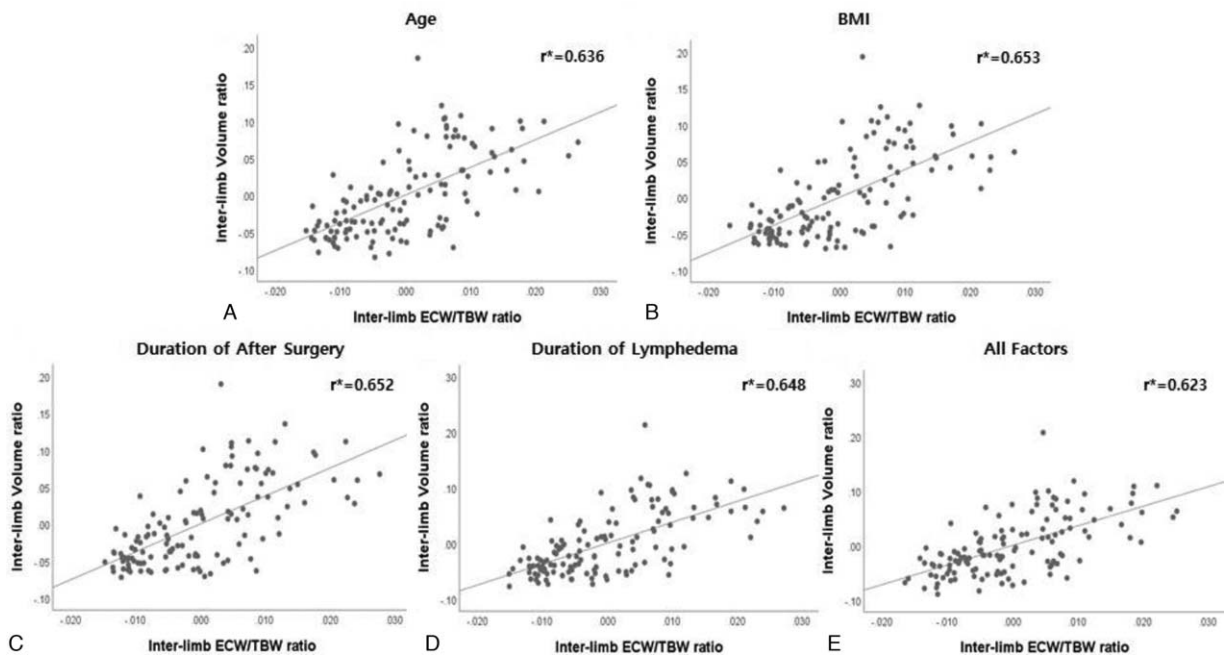 Age
r*=0.636
Inter-limb Volume ratio
.20
.15
.10
.05
.00
-.05
-.10
-.020
-.010
.000
.010
.020
.030
A
Inter-limb ECW/TBW ratio
BMI
r*=0.653
Inter-limb Volume ratio
.20
.15
.10
.05
.00
-.05
-.10
-.020
-.010
.000
.010
.020
.030
B
Inter-limb ECW/TBW ratio
Duration of After Surgery
r*=0.652
Inter-limb Volume ratio
.20
.15
.10
.05
.00
-.05
-.10
-.020
-.010
.000
.010
.020
.030
C
Inter-limb ECW/TBW ratio
Duration of Lymphedema
r*=0.648
Inter-limb Volume ratio
.30
.20
.10
.00
-.10
-.020
-.010
.000
.010
.020
.030
D
Inter-limb ECW/TBW ratio
All Factors
r*=0.623
Inter-limb Volume ratio
.30
.20
.10
.00
-.10
-.020
-.010
.000
.010
.020
.030
E
Inter-limb ECW/TBW ratio